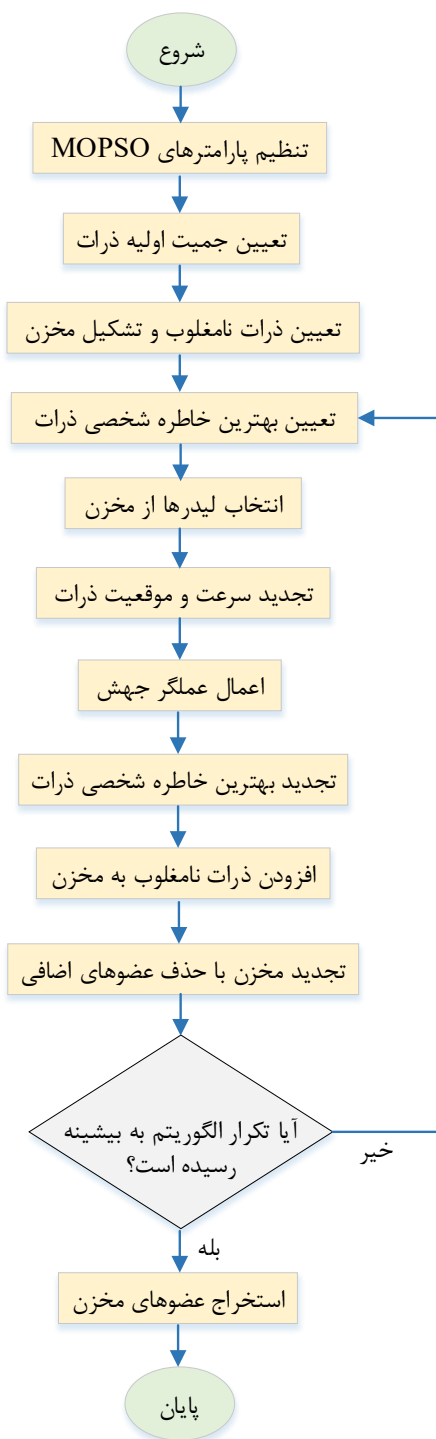 شروع
تنظیم پارامترهای MOPSO
تعیین جمیت اولیه ذرات
تعیین ذرات نامغلوب و تشکیل مخزن
تعیین بهترین خاطره شخصی ذرات
انتخاب لیدرها از مخزن
تجدید سرعت و موقعیت ذرات
اعمال عملگر جهش
تجدید بهترین خاطره شخصی ذرات
افزودن ذرات نامغلوب به مخزن
تجدید مخزن با حذف عضوهای اضافی
آیا تکرار الگوریتم به بیشینه
رسیده است؟
خیر
بله
استخراج عضوهای مخزن
پایان